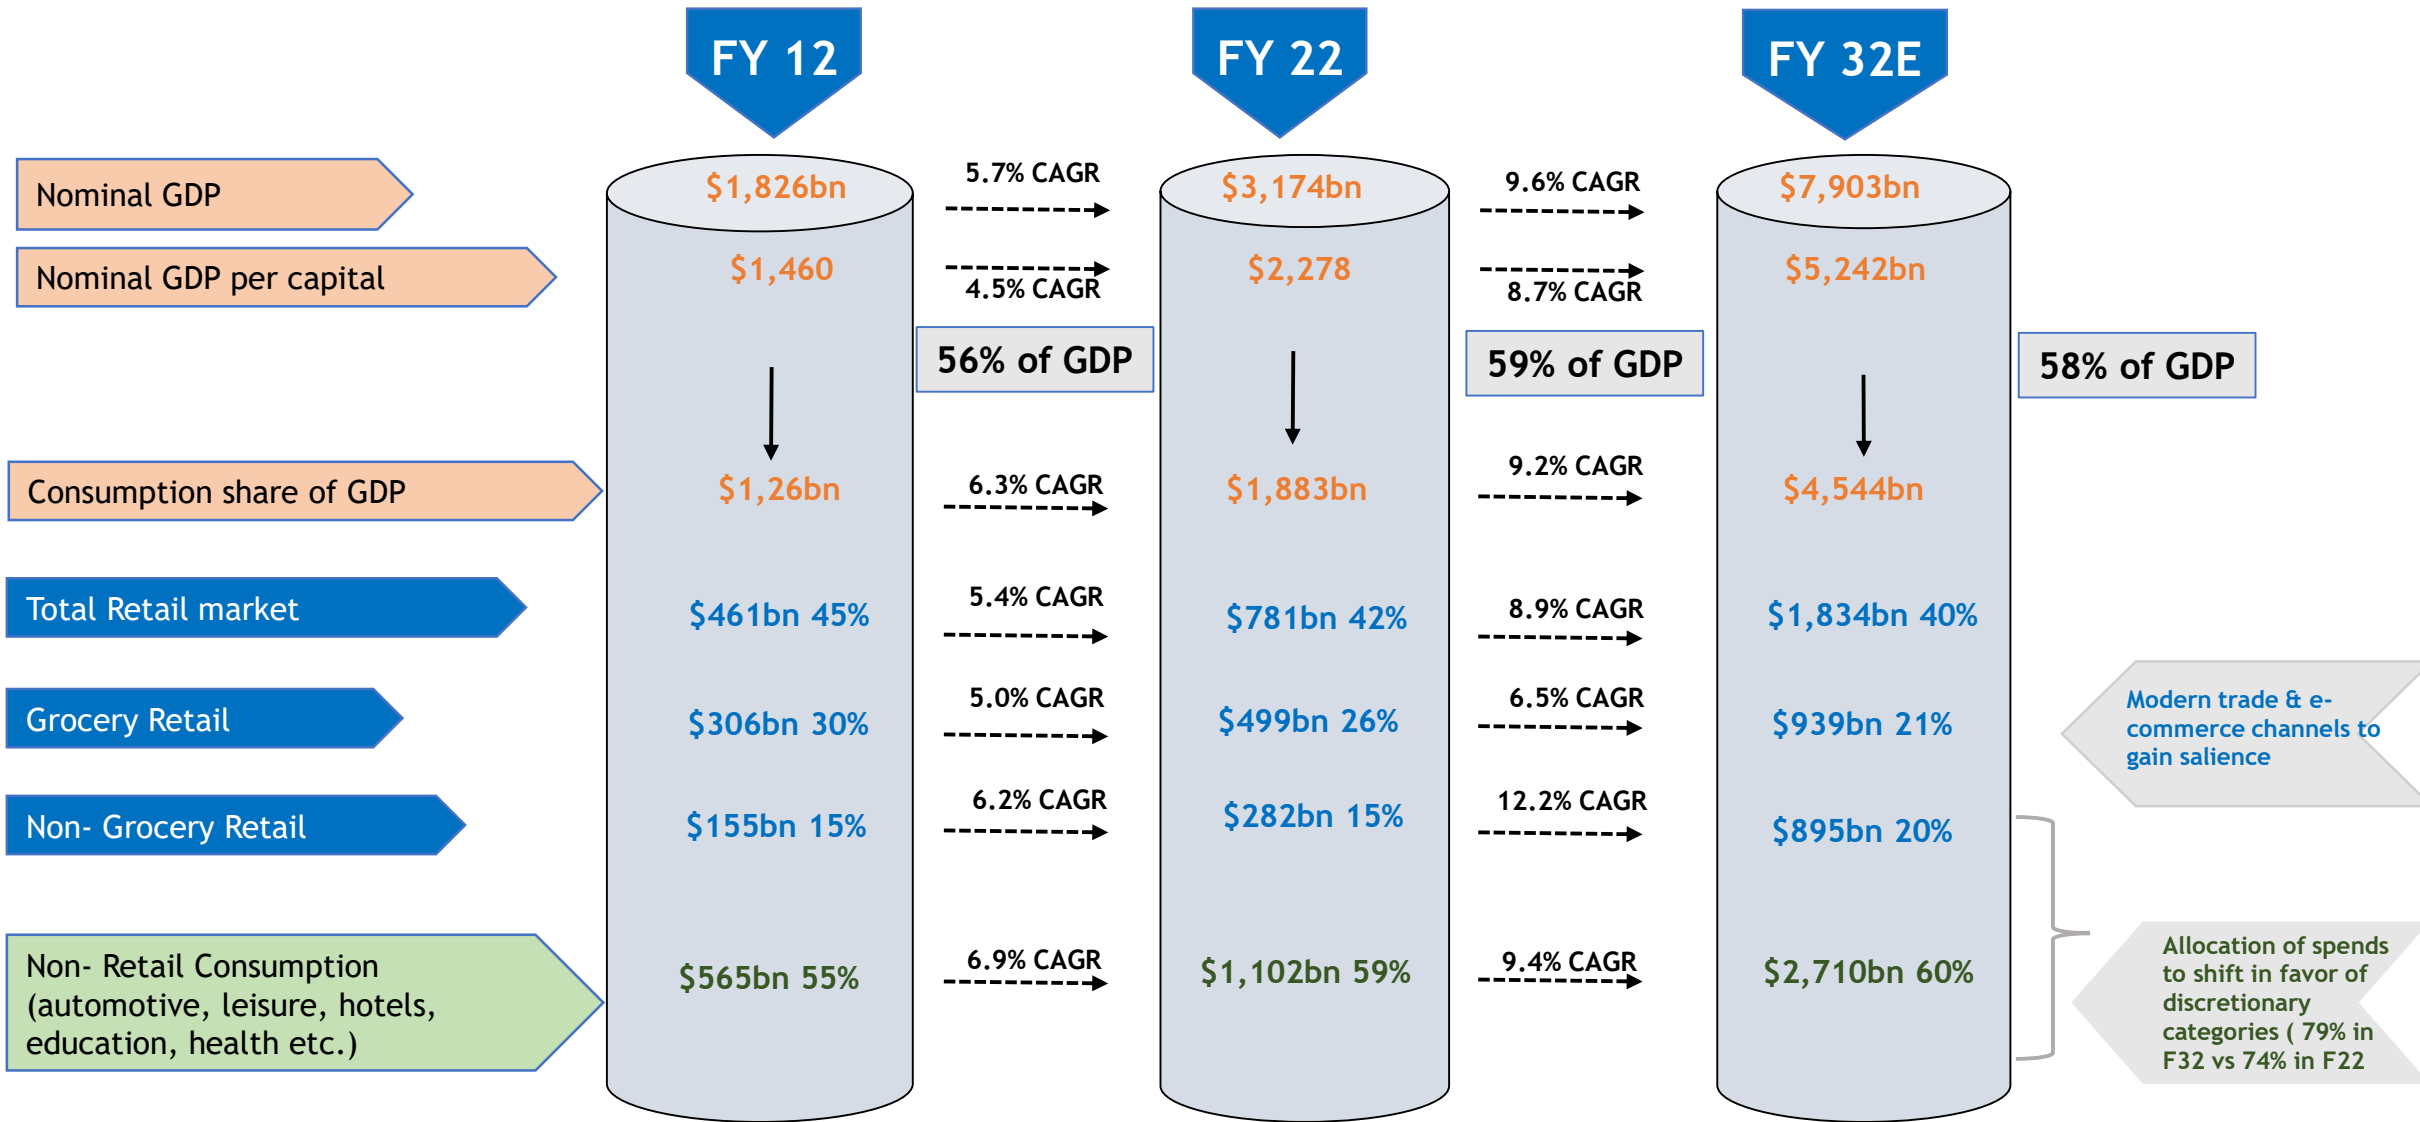 FY 12
FY 22
FY 32E
Nominal GDP
$1,826bn
5.7% CAGR
$3,174bn
9.6% CAGR
$7,903bn
Nominal GDP per capital
$1,460
4.5% CAGR
$2,278
8.7% CAGR
$5,242bn
56% of GDP
59% of GDP
58% of GDP
Consumption share of GDP
$1,26bn
6.3% CAGR
$1,883bn
9.2% CAGR
$4,544bn
Total Retail market
$461bn 45%
5.4% CAGR
$781bn 42%
8.9% CAGR
$1,834bn 40%
Grocery Retail
$306bn 30%
5.0% CAGR
$499bn 26%
6.5% CAGR
$939bn 21%
Modern trade & e-
commerce channels to
gain salience
Non- Grocery Retail
$155bn 15%
6.2% CAGR
$282bn 15%
12.2% CAGR
$895bn 20%
Non- Retail Consumption
(automotive, leisure, hotels,
education, health etc.)
$565bn 55%
6.9% CAGR
$1,102bn 59%
9.4% CAGR
$2,710bn 60%
Allocation of spends
to shift in favor of
discretionary
categories ( 79% in
F32 vs 74% in F22